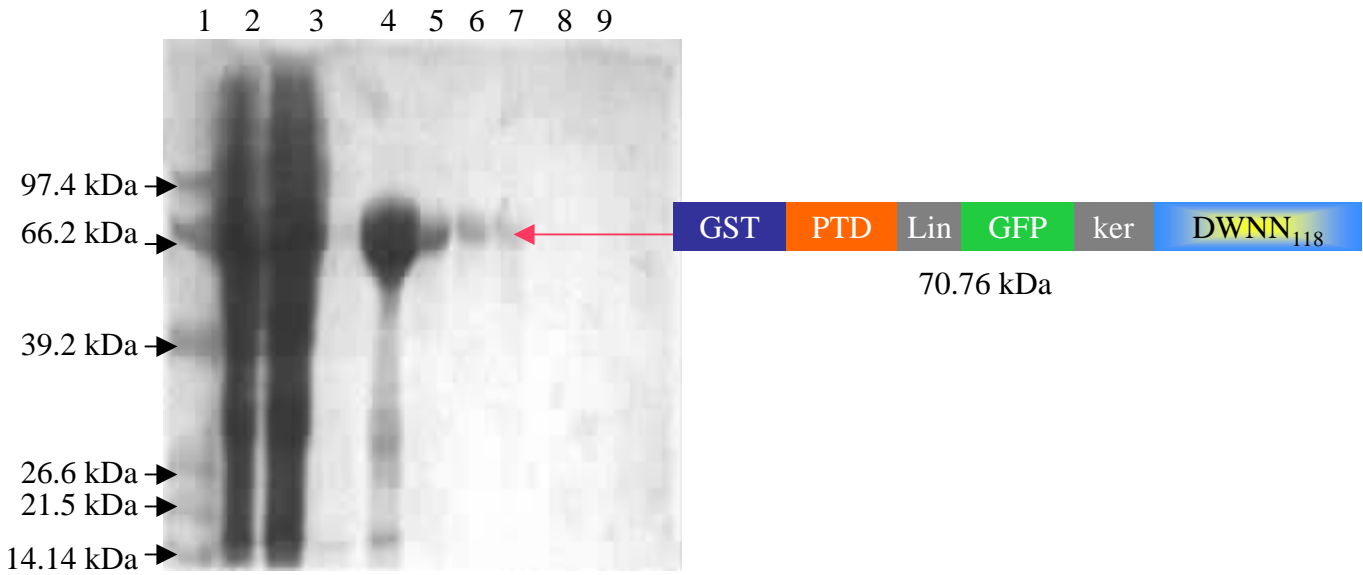 1 2 3 4 5 6 7 8 9
97.4 kDa
66.2 kDa
39.2 kDa
26.6 kDa
21.5 kDa
14.14 kDa
GST PTD Lin GFP ker DWNN118
70.76 kDa